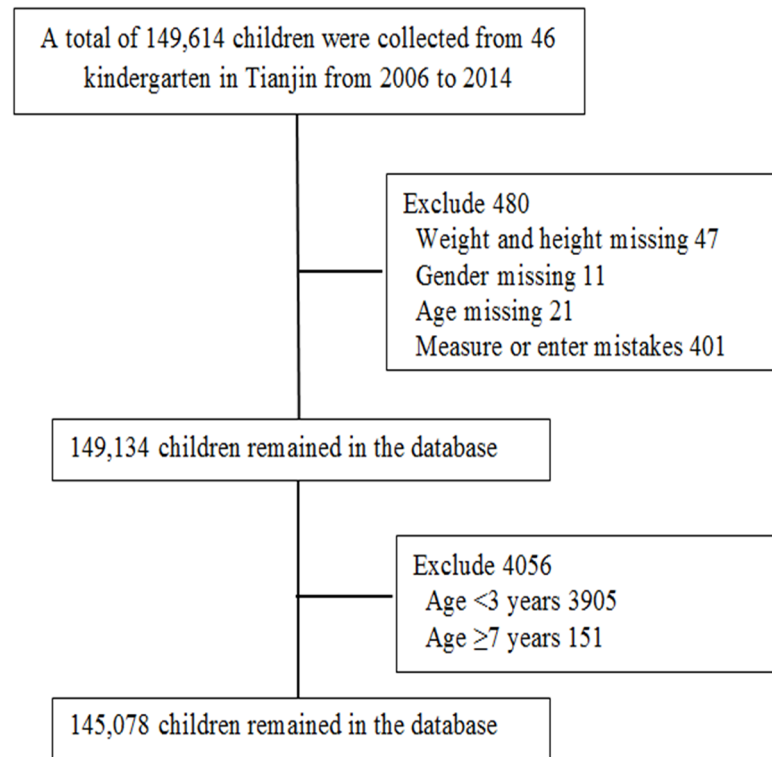 A total of 149,614 children were collected from 46
kindergarten in Tianjin from 2006 to 2014
Exclude 480
Weight and height missing 47
Gender missing 11
Age missing 21
Measure or enter mistakes 401
149,134 children remained in the database
Exclude 4056
Age <3 years 3905
Age ≥7 years 151
145,078 children remained in the database